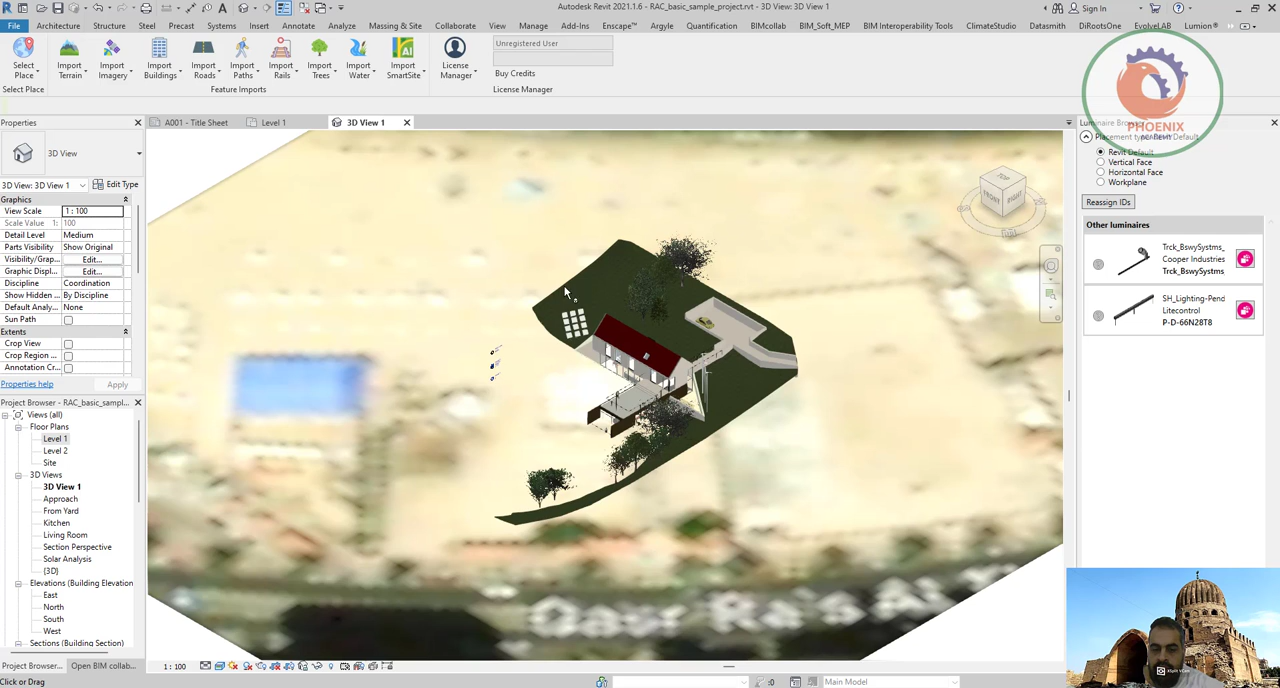 Autodesk Revit 2021.1.6 - RAC_basic_sample_project.rvt - 3D View: 3D View 1
Sign In
File
Architecture
Structure
Steel
Precast
Systems
Insert
Annotate
Analyze
Massing & Site
Collaborate
View
Manage
Add-Ins
Enscape™
Argyle
Quantification
BIMcollab
BIM_Soft_MEP
BIM Interoperability Tools
ClimateStudio
Datasmith
DiRootsOne
EvolveLAB
Lumion®
Select Place
Import Terrain
Import Imagery
Import Buildings
Import Roads
Import Paths
Import Rails
Import Trees
Import Water
Import SmartSite
License Manager
Unregistered User
Buy Credits
Select Place
Feature Imports
License Manager
PHOENIX
Properties
A001 - Title Sheet
Level 1
3D View 1
3D View
3D View: 3D View 1
Edit Type
Graphics
View Scale 1 : 100
Scale Value 1: 100
Detail Level Medium
Parts Visibility Show Original
Visibility/Grap... Edit...
Graphic Displ... Edit...
Discipline Coordination
Show Hidden ... By Discipline
Default Analy... None
Sun Path
Extents
Crop View
Crop Region ...
Annotation Cr...
Properties help
Apply
Project Browser - RAC_basic_sampl...
Views (all)
Floor Plans
Level 1
Level 2
Site
3D Views
3D View 1
Approach
From Yard
Kitchen
Living Room
Section Perspective
Solar Analysis
{3D}
Elevations (Building Elevation
East
North
South
West
Sections (Building Section)
Project Browser...
Open BIM collab...
Click or Drag
TOP
FRONT
RIGHT
Qasr Ra's Al
1 : 100
:0
Main Model
Revit Default
Vertical Face
Horizontal Face
Workplane
Reassign IDs
Other luminaires
Trck_BswySystms_
Cooper Industries
Trck_BswySystms
SH_Lighting-Pend
Litecontrol
P-D-66N28T8